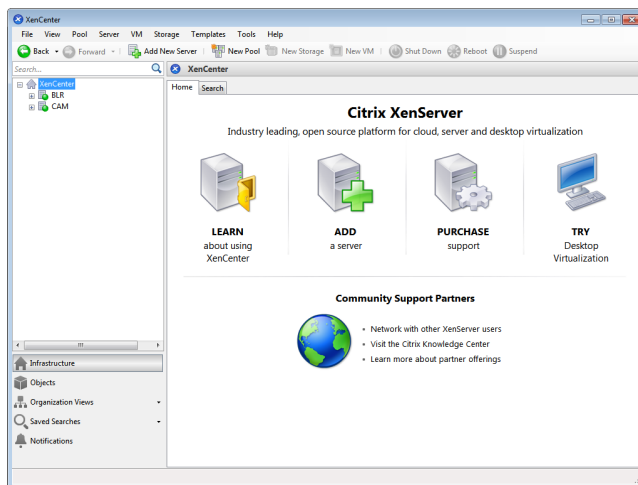 XenCenter
File View Pool Server VM Storage Templates Tools Help
Back Forward Add New Server New Pool New Storage New VM Shut Down Reboot Suspend
Search...
XenCenter
XenCenter
BLR
CAM
Home Search
Citrix XenServer
Industry leading, open source platform for cloud, server and desktop virtualization
LEARN
about using
XenCenter
ADD
a server
PURCHASE
support
TRY
Desktop
Virtualization
Community Support Partners
• Network with other XenServer users
• Visit the Citrix Knowledge Center
• Learn more about partner offerings
Infrastructure
Objects
Organization Views
Saved Searches
Notifications